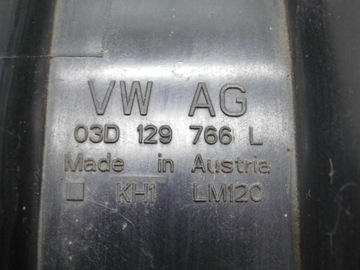 VW AG
03D 129 766 L
Made in Austria
KH1 LM120